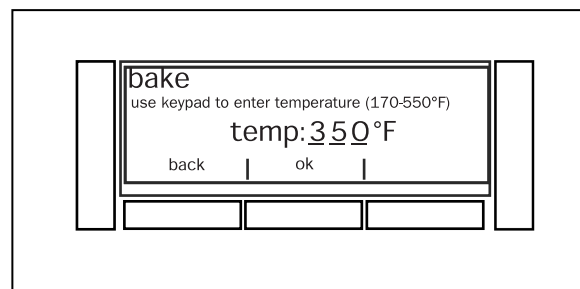 bake
use keypad to enter temperature (170-550°F)
temp: 350°F
back | ok |